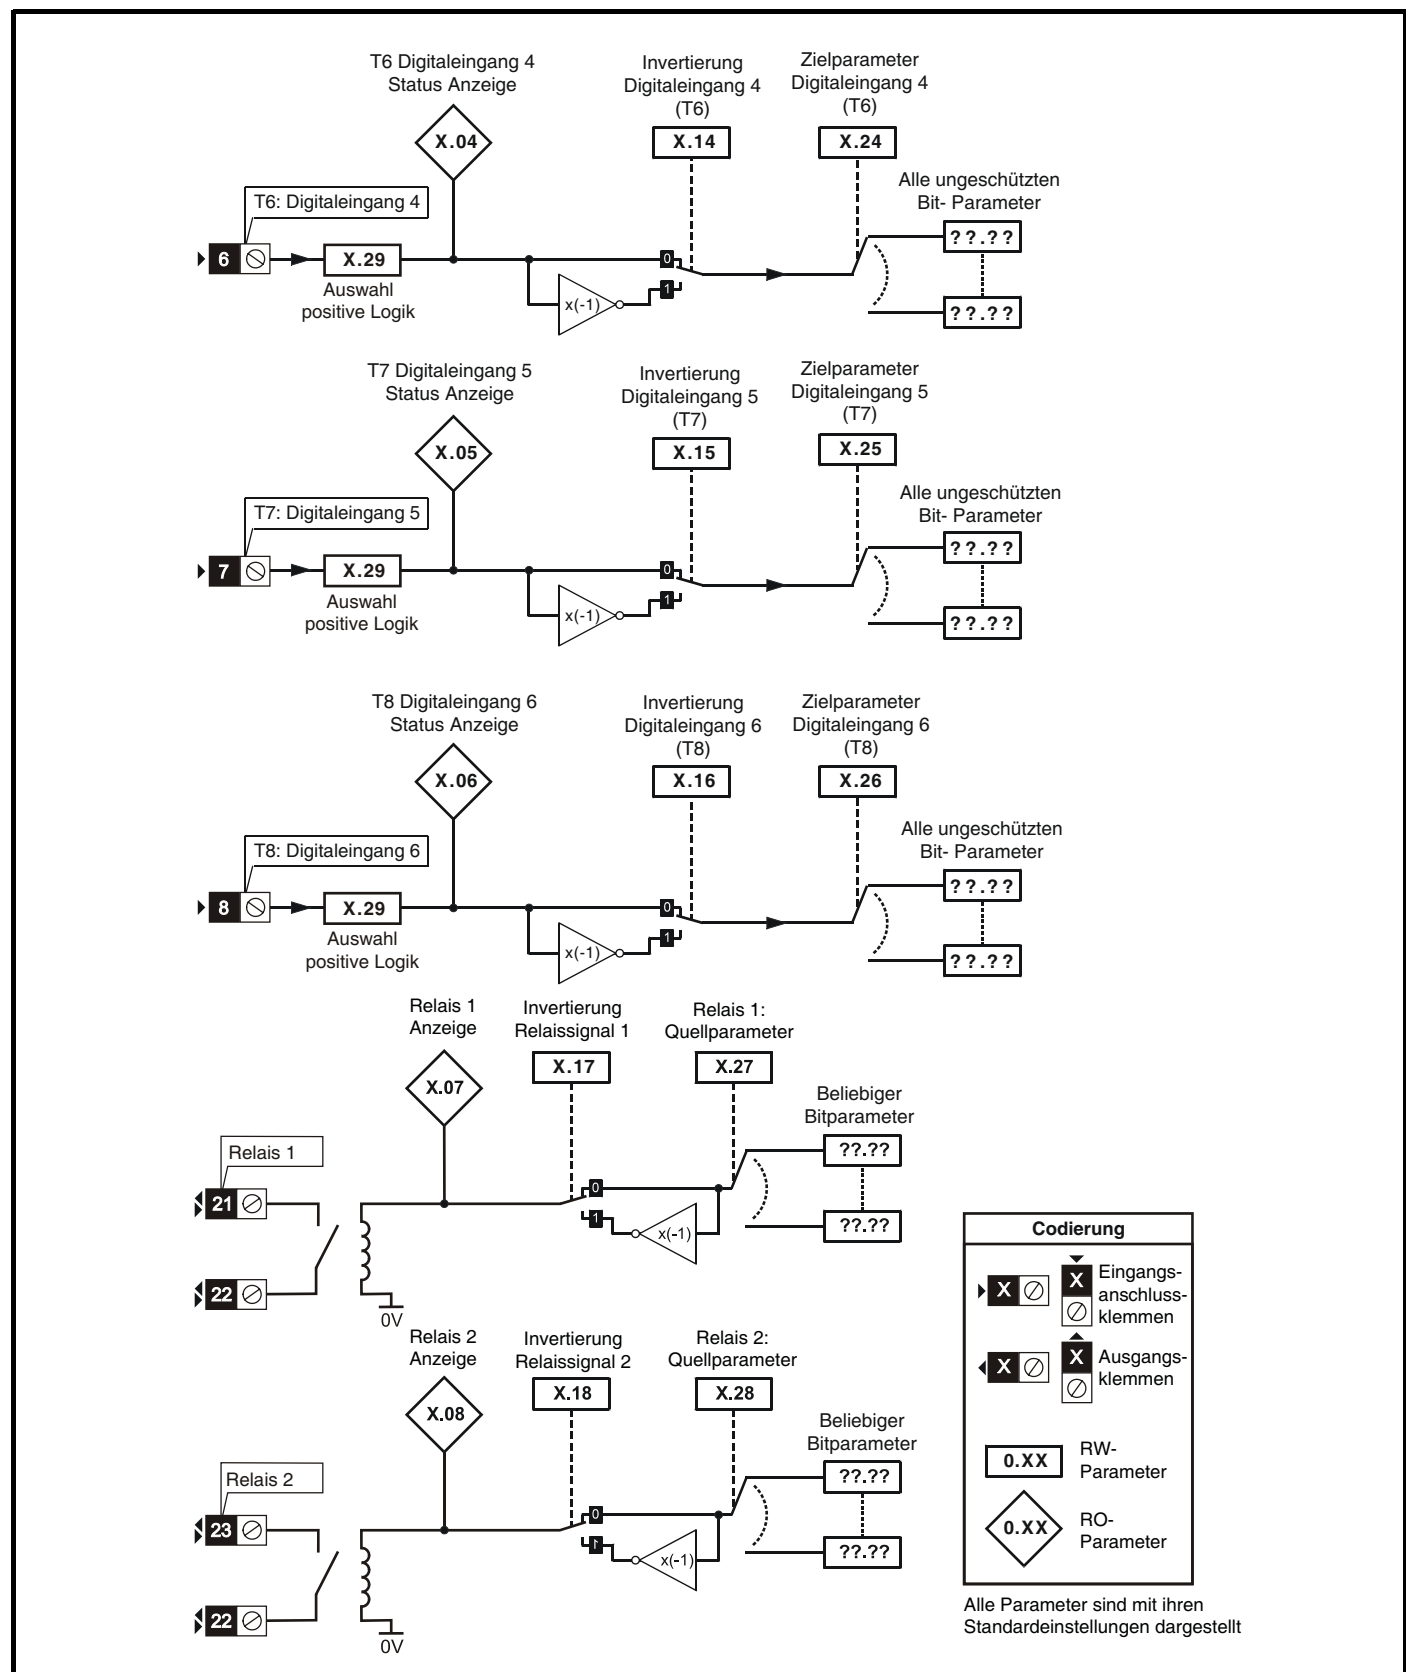 T6 Digitaleingang 4
Status Anzeige
Invertierung
Digitaleingang 4
(T6)
Zielparameter
Digitaleingang 4
(T6)
X.04
X.14
X.24
Alle ungeschützten
Bit- Parameter
T6: Digitaleingang 4
??.??
6
X.29
0
1
x(-1)
Auswahl
positive Logik
??.??
T7 Digitaleingang 5
Status Anzeige
Invertierung
Digitaleingang 5
(T7)
Zielparameter
Digitaleingang 5
(T7)
X.05
X.15
X.25
Alle ungeschützten
Bit- Parameter
T7: Digitaleingang 5
??.??
7
X.29
0
1
x(-1)
Auswahl
positive Logik
??.??
T8 Digitaleingang 6
Status Anzeige
Invertierung
Digitaleingang 6
(T8)
Zielparameter
Digitaleingang 6
(T8)
X.06
X.16
X.26
Alle ungeschützten
Bit- Parameter
T8: Digitaleingang 6
??.??
8
X.29
0
1
x(-1)
Auswahl
positive Logik
??.??
Relais 1
Anzeige
Invertierung
Relaissignal 1
Relais 1:
Quellparameter
X.07
X.17
X.27
Beliebiger
Bitparameter
Relais 1
??.??
21
0
1
x(-1)
??.??
22
0V
Relais 2
Anzeige
Invertierung
Relaissignal 2
Relais 2:
Quellparameter
X.08
X.18
X.28
Beliebiger
Bitparameter
Relais 2
??.??
23
0
1
x(-1)
??.??
22
0V
Codierung
X
X
Eingangs-
anschluss-
klemmen
X
X
Ausgangs-
klemmen
0.XX
RW-
Parameter
0.XX
RO-
Parameter
Alle Parameter sind mit ihren
Standardeinstellungen dargestellt